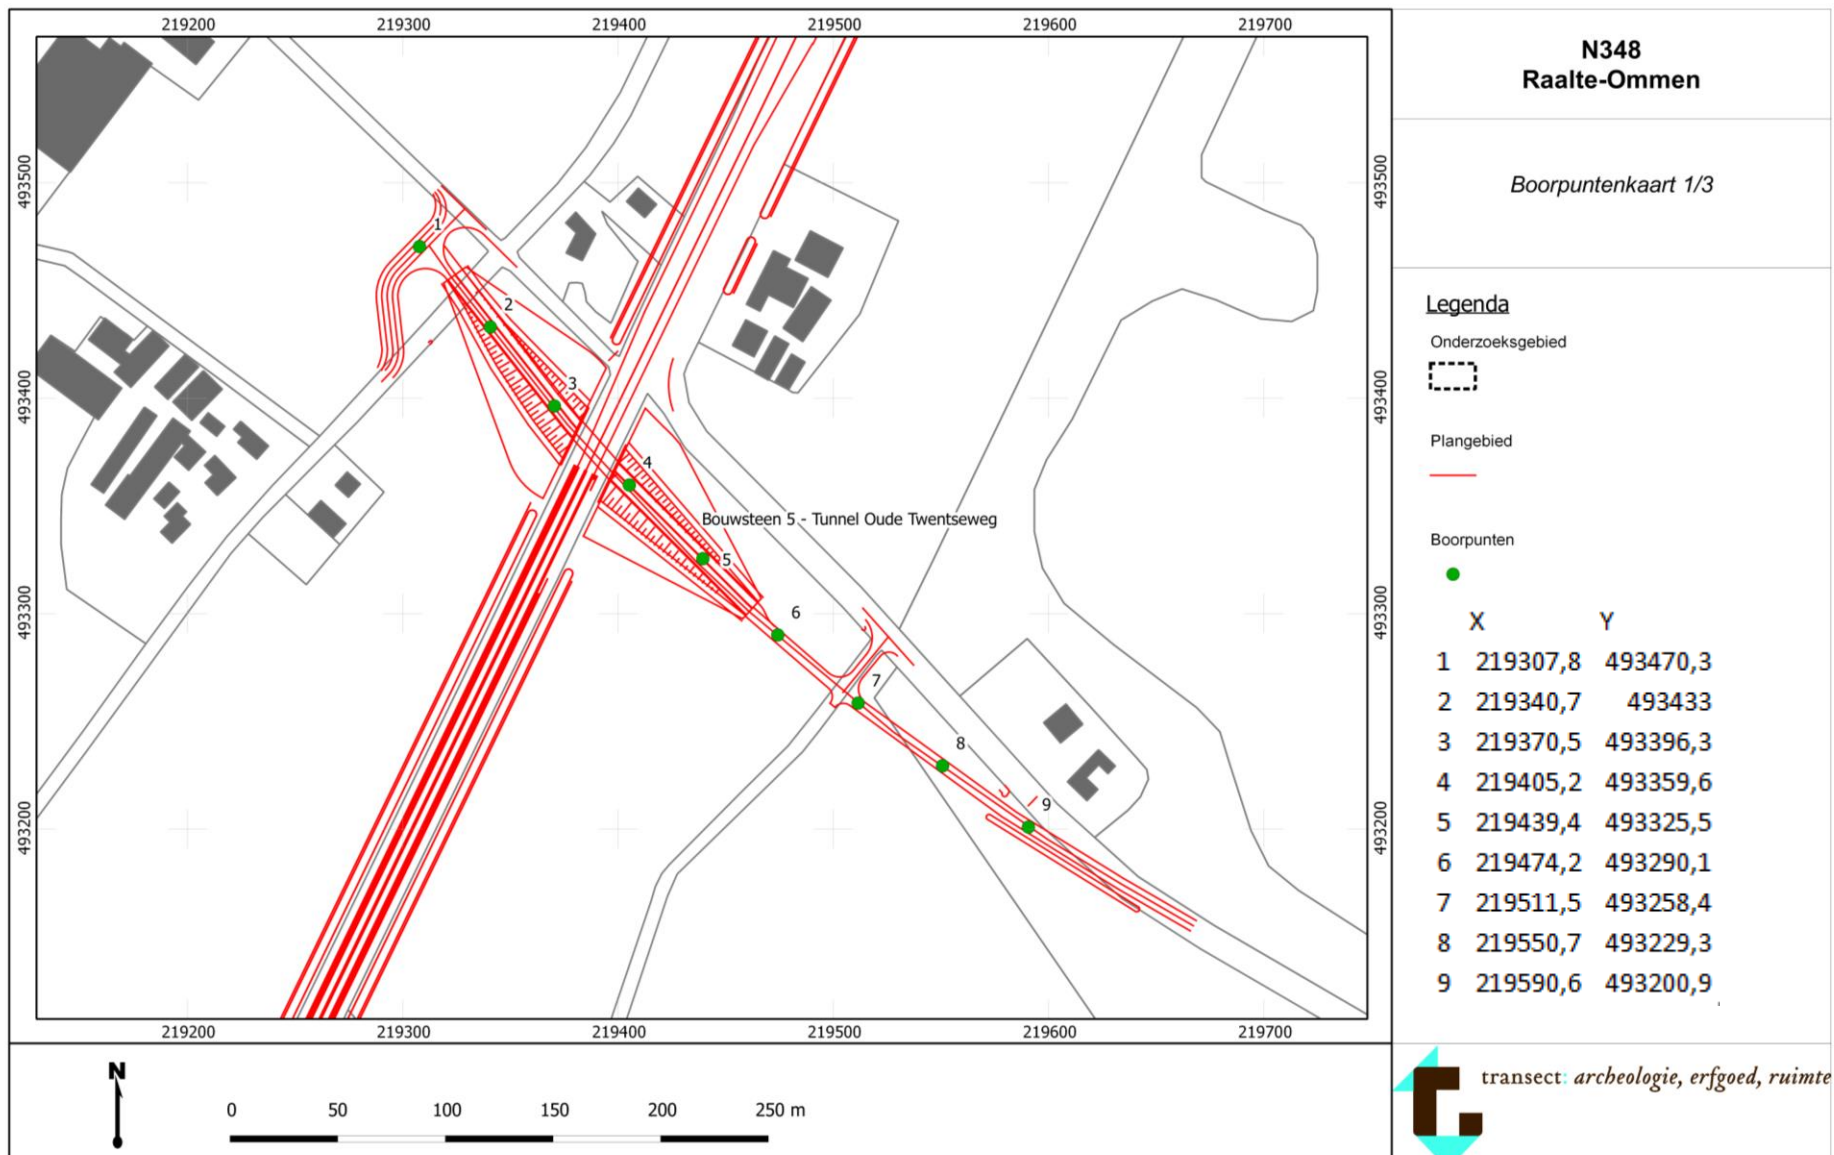 219200 219300 219400 219500 219600 219700
493500 493500
493400 493400
493300 493300
493200 493200
1
2
3
4
Bouwsteen 5 - Tunnel Oude Twentseweg
5
6
7
8
9
219200 219300 219400 219500 219600 219700
N
0 50 100 150 200 250 m
N348
Raalte-Ommen
Boorpuntenkaart 1/3
Legenda
Onderzoeksgebied
Plangebied
Boorpunten
X Y
1 219307,8 493470,3
2 219340,7 493433
3 219370,5 493396,3
4 219405,2 493359,6
5 219439,4 493325,5
6 219474,2 493290,1
7 219511,5 493258,4
8 219550,7 493229,3
9 219590,6 493200,9
transect: archeologie, erfgoed, ruimte